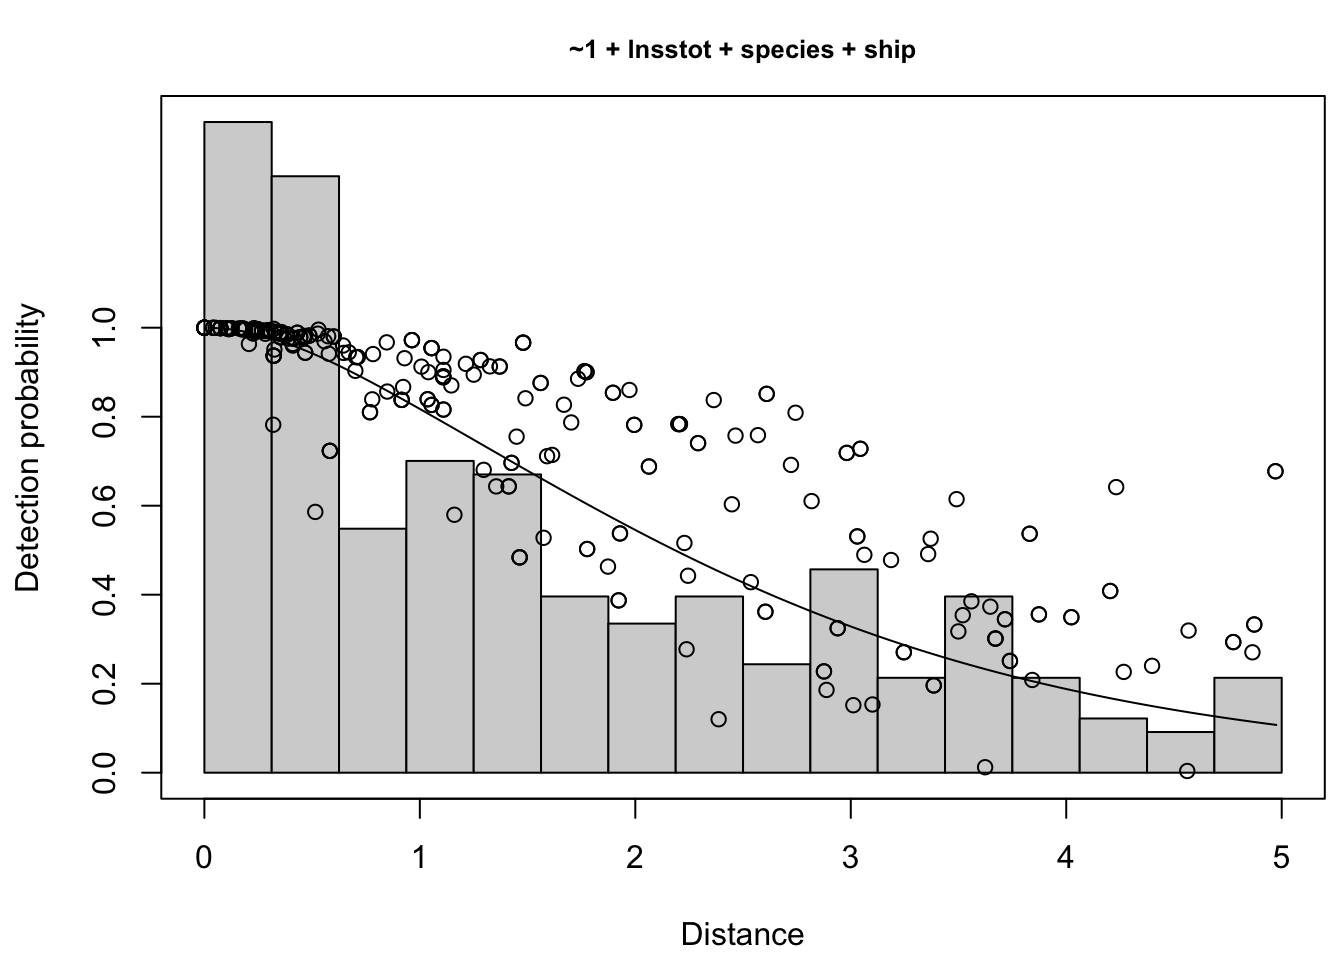 ~1 + lnsstot + species + ship
Detection probability
1.0
0.8
0.6
0.4
0.2
0.0
0 1 2 3 4 5
Distance